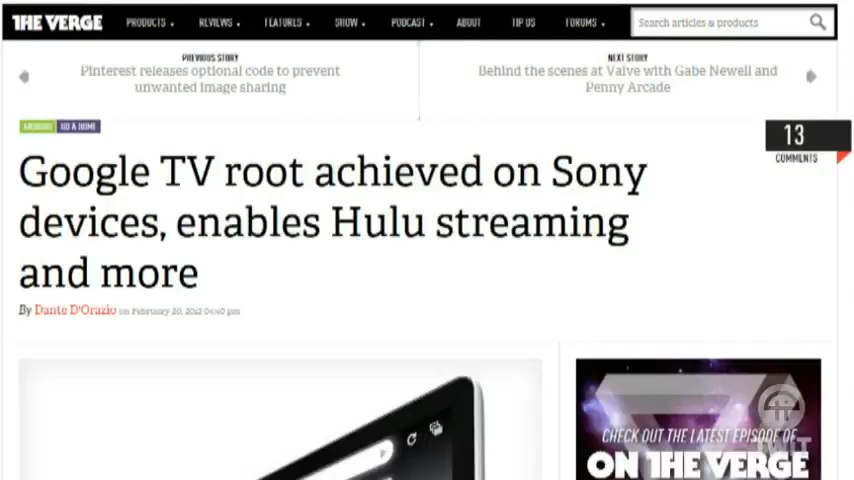 THE VERGE PRODUCTS REVIEWS FEATURES SHOW PODCAST ABOUT TIP US FORUMS Search articles & products
PREVIOUS STORY
Pinterest releases optional code to prevent
unwanted image sharing
NEXT STORY
Behind the scenes at Valve with Gabe Newell and
Penny Arcade
ANDROID HD & HOME
13
COMMENTS
Google TV root achieved on Sony
devices, enables Hulu streaming
and more
By Dante D'Orazio on February 20, 2012 04:40 pm
CHECK OUT THE LATEST EPISODE OF
ON THE VERGE